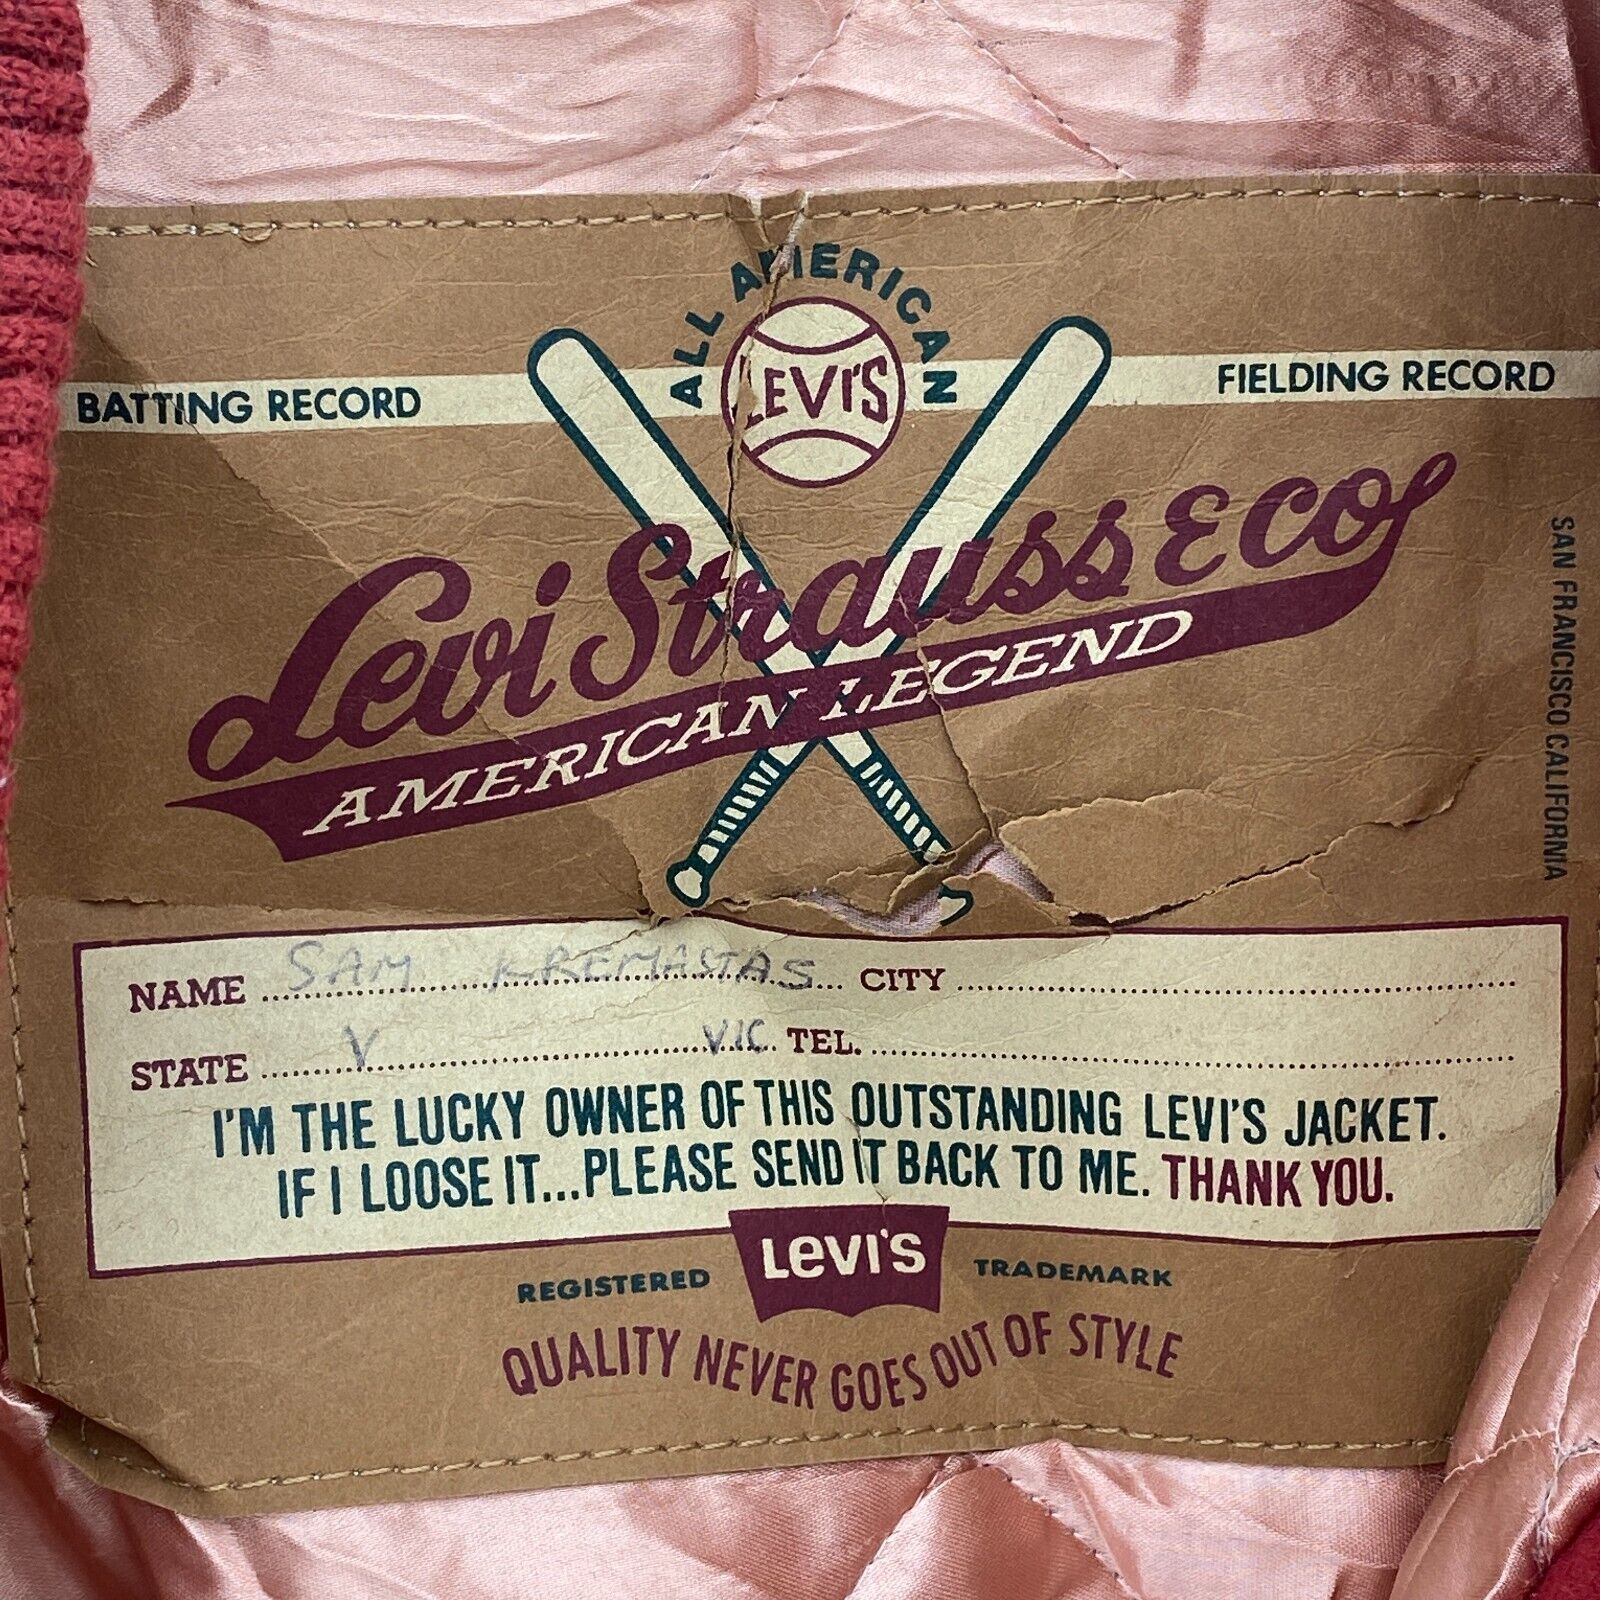 ALL AMERICAN
LEVI'S
BATTING RECORD
FIELDING RECORD
Levi Strauss & Co
AMERICAN LEGEND
SAN FRANCISCO CALIFORNIA
NAME SAM KREMASTAS CITY
STATE V VIC TEL.
I'M THE LUCKY OWNER OF THIS OUTSTANDING LEVI'S JACKET.
IF I LOOSE IT...PLEASE SEND IT BACK TO ME. THANK YOU.
REGISTERED Levi's TRADEMARK
QUALITY NEVER GOES OUT OF STYLE